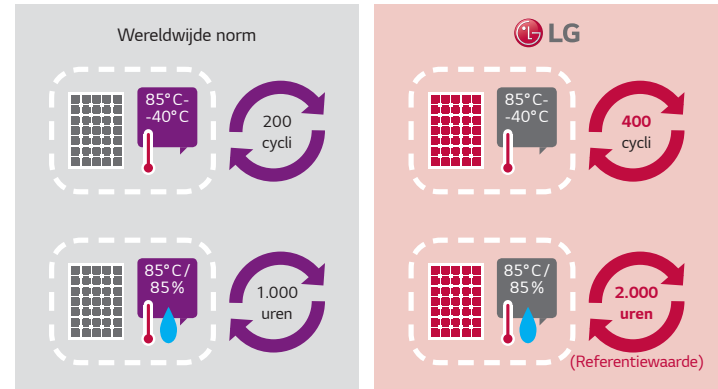 Wereldwijde norm
85°C-
-40°C
200
cycli
85°C/
85%
1.000
uren
LG
85°C-
-40°C
400
cycli
85°C/
85%
2.000
uren
(Referentiewaarde)